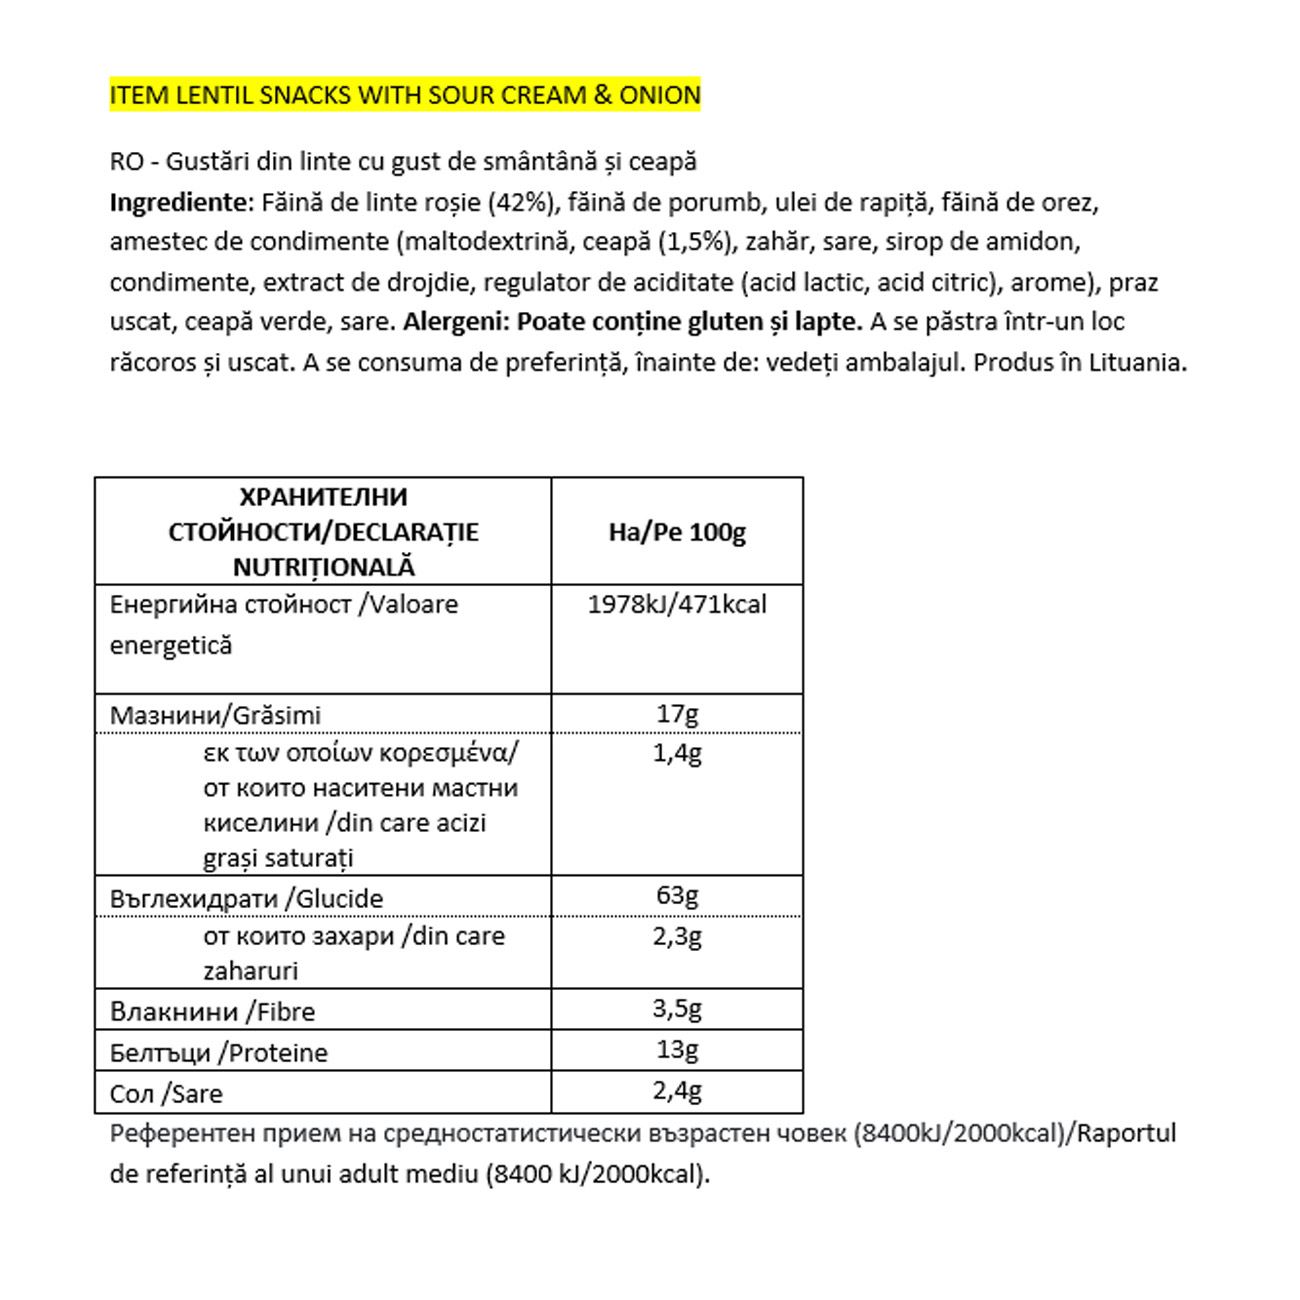 ITEM LENTIL SNACKS WITH SOUR CREAM & ONION
RO - Gustări din linte cu gust de smântână și ceapă
Ingrediente: Făină de linte roșie (42%), făină de porumb, ulei de rapiță, făină de orez,
amestec de condimente (maltodextrină, ceapă (1,5%), zahăr, sare, sirop de amidon,
condimente, extract de drojdie, regulator de aciditate (acid lactic, acid citric), arome), praz
uscat, ceapă verde, sare. Alergeni: Poate conține gluten și lapte. A se păstra într-un loc
răcoros și uscat. A se consuma de preferință, înainte de: vedeți ambalajul. Produs în Lituania.
ХРАНИТЕЛНИ
СТОЙНОСТИ/DECLARAȚIE
NUTRIȚIONALĂ
На/Pe 100g
Енергийна стойност /Valoare
energetică
1978kJ/471kcal
Мазнини/Grăsimi
17g
εκ των οποίων κορεσμένα/
от които наситени мастни
киселини /din care acizi
grași saturați
1,4g
Въглехидрати /Glucide
63g
от които захари /din care
zaharuri
2,3g
Влакнини /Fibre
3,5g
Белтъци /Proteine
13g
Сол /Sare
2,4g
Референтен прием на средностатистически възрастен човек (8400kJ/2000kcal)/Raportul
de referință al unui adult mediu (8400 kJ/2000kcal).